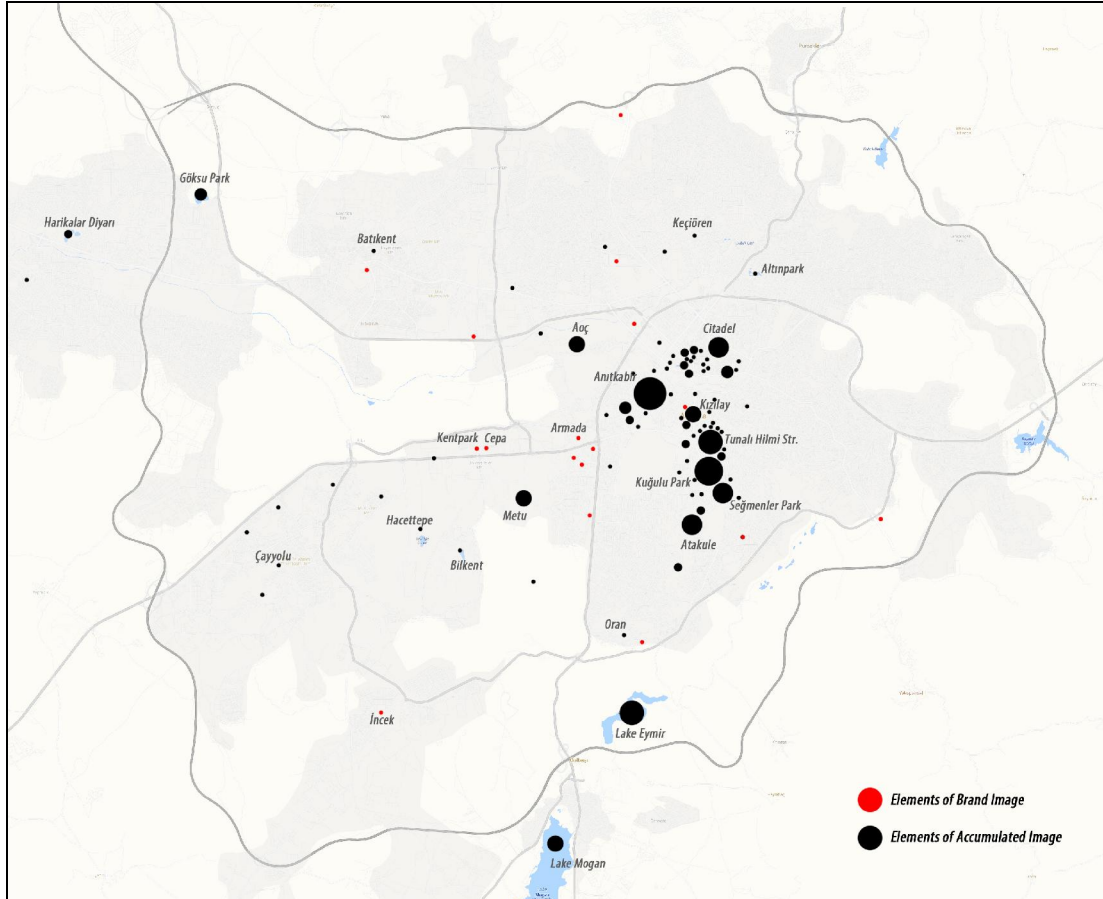 Göksu Park
Harikalar Diyarı
Batıkent
Keçiören
Altınpark
Aoç
Citadel
Anıtkabir
Kızılay
Armada
Kentpark
Cepa
Tunalı Hilmi Str.
Kuğulu Park
Metu
Seğmenler Park
Hacettepe
Atakule
Bilkent
Çayyolu
Oran
İncek
Lake Eymir
Elements of Brand Image
Elements of Accumulated Image
Lake Mogan